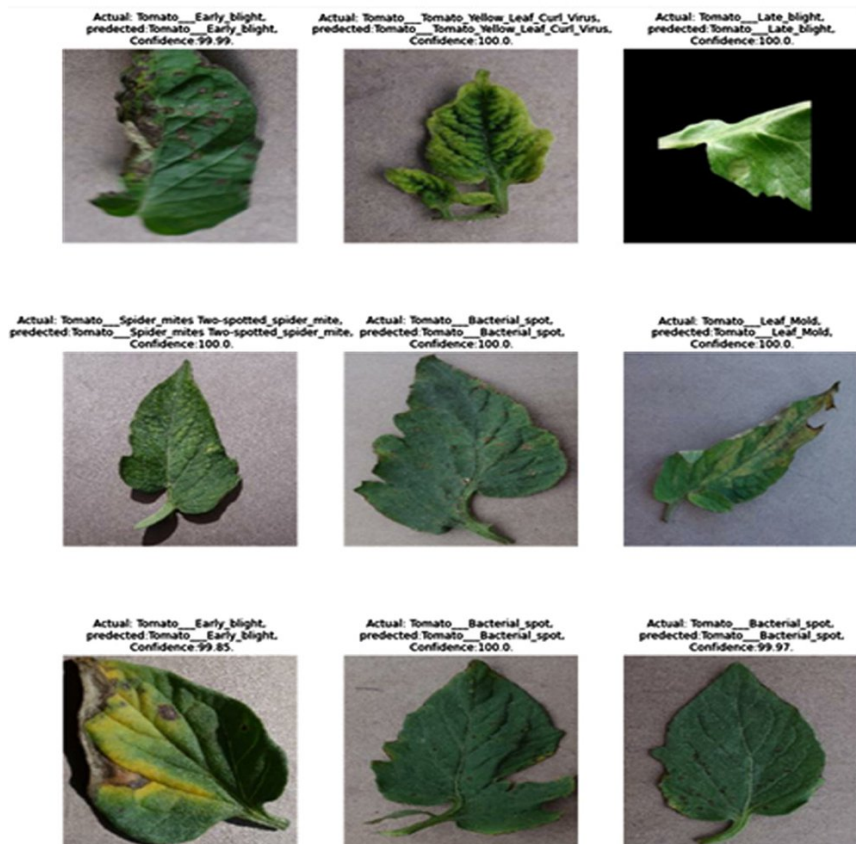 Actual: Tomato___Early_blight,
predected:Tomato___Early_blight,
Confidence:99.99.
Actual: Tomato___Tomato_Yellow_Leaf_Curl_Virus,
predected:Tomato___Tomato_Yellow_Leaf_Curl_Virus,
Confidence:100.0.
Actual: Tomato___Late_blight,
predected:Tomato___Late_blight,
Confidence:100.0.
Actual: Tomato___Spider_mites Two-spotted_spider_mite,
predected:Tomato___Spider_mites Two-spotted_spider_mite,
Confidence:100.0.
Actual: Tomato___Bacterial_spot,
predected:Tomato___Bacterial_spot,
Confidence:100.0.
Actual: Tomato___Leaf_Mold,
predected:Tomato___Leaf_Mold,
Confidence:100.0.
Actual: Tomato___Early_blight,
predected:Tomato___Early_blight,
Confidence:99.85.
Actual: Tomato___Bacterial_spot,
predected:Tomato___Bacterial_spot,
Confidence:100.0.
Actual: Tomato___Bacterial_spot,
predected:Tomato___Bacterial_spot,
Confidence:99.97.